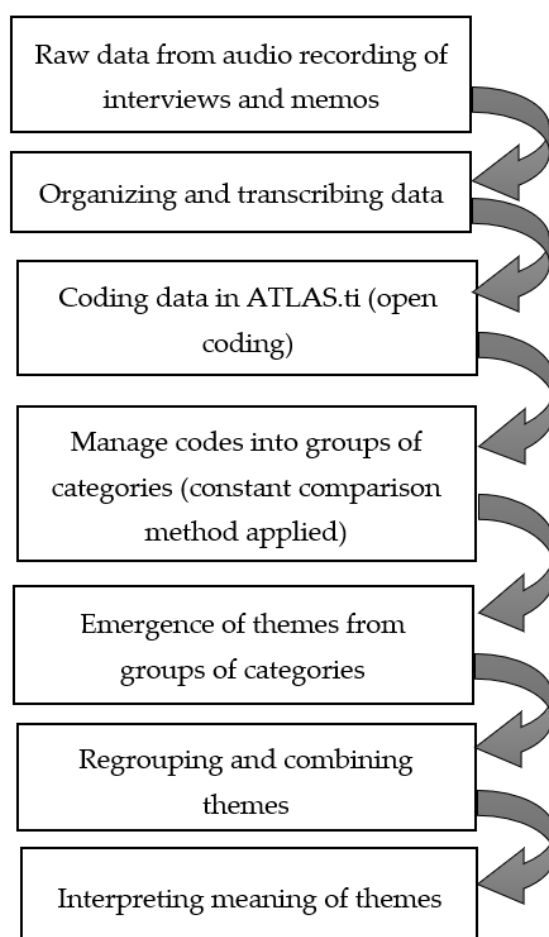 Raw data from audio recording of
interviews and memos
Organizing and transcribing data
Coding data in ATLAS.ti (open
coding)
Manage codes into groups of
categories (constant comparison
method applied)
Emergence of themes from
groups of categories
Regrouping and combining
themes
Interpreting meaning of themes